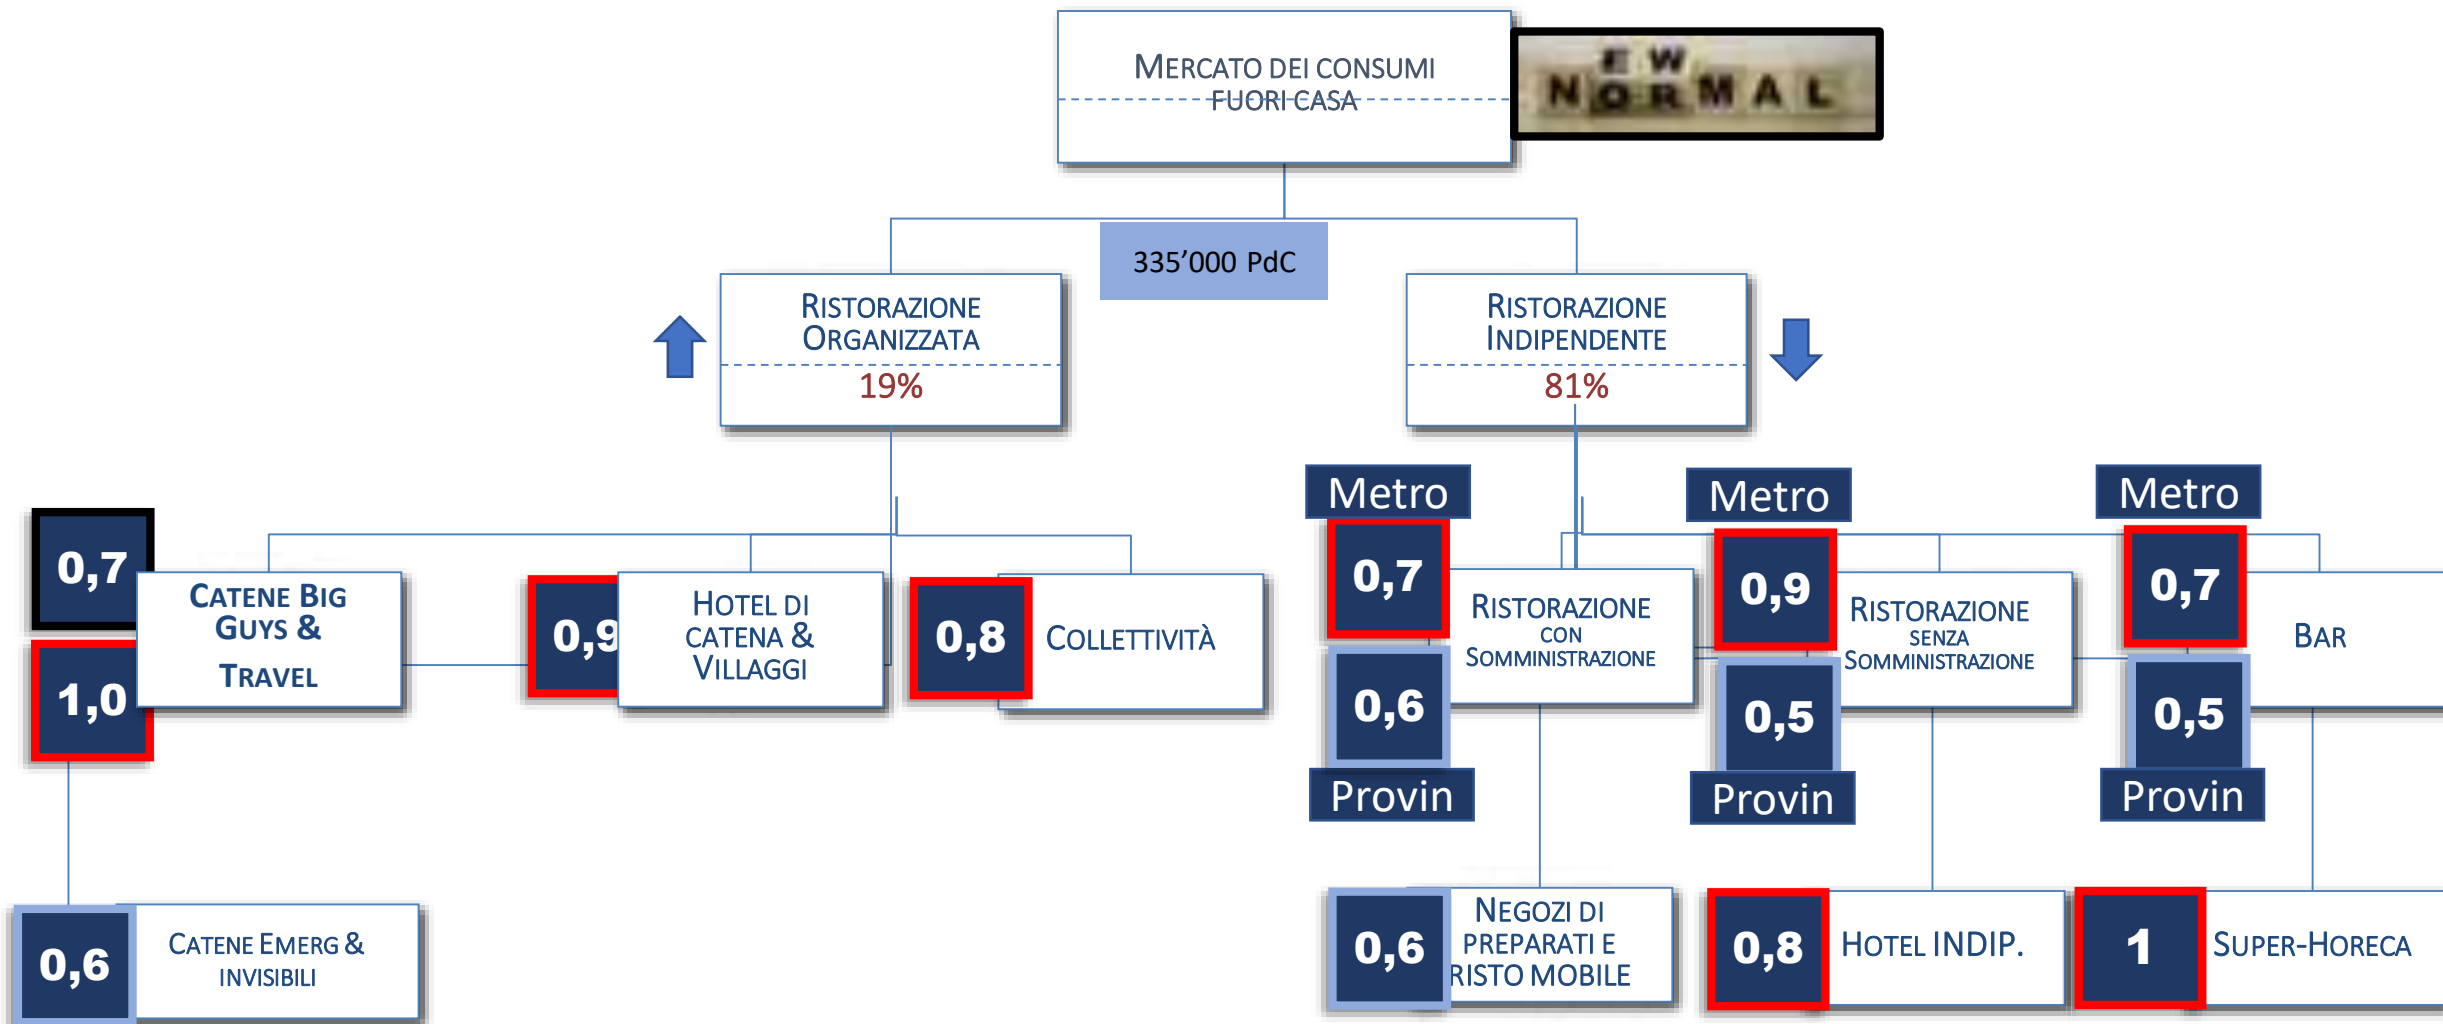 MERCATO DEI CONSUMI
FUORI CASA
E W
NORMAL
335'000 PdC
RISTORAZIONE
ORGANIZZATA
19%
RISTORAZIONE
INDIPENDENTE
81%
Metro
Metro
Metro
0,7
CATENE BIG
GUYS &
TRAVEL
1,0
0,9
HOTEL DI
CATENA &
VILLAGGI
0,8
COLLETTIVITÀ
0,7
RISTORAZIONE
CON
SOMMINISTRAZIONE
0,6
Provin
0,9
RISTORAZIONE
SENZA
SOMMINISTRAZIONE
0,5
Provin
0,7
BAR
0,5
Provin
0,6
CATENE EMERG &
INVISIBILI
0,6
NEGOZI DI
PREPARATI E
RISTO MOBILE
0,8
HOTEL INDIP.
1
SUPER-HORECA